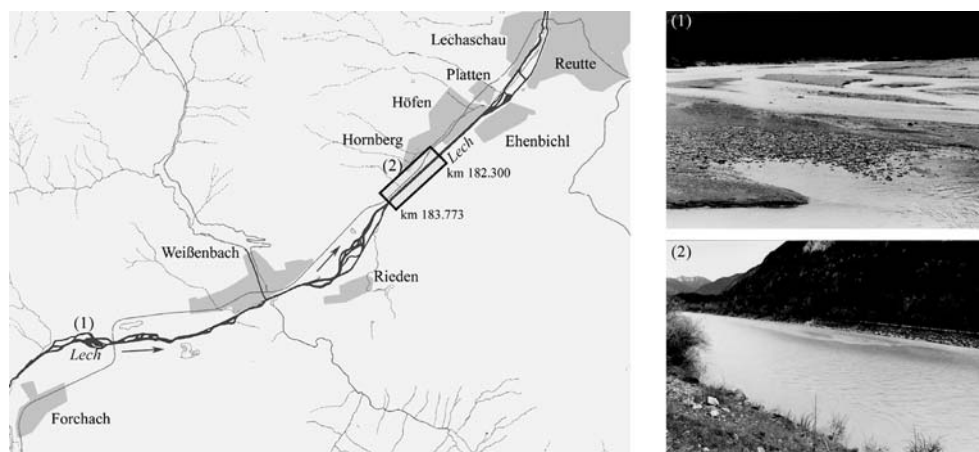 Lechaschau
Reutte
Platten
Höfen
Ehenbichl
Hornberg
Lech
(2)
km 182.300
km 183.773
Weißenbach
Rieden
(1)
Lech
Forchach
(1)
(2)